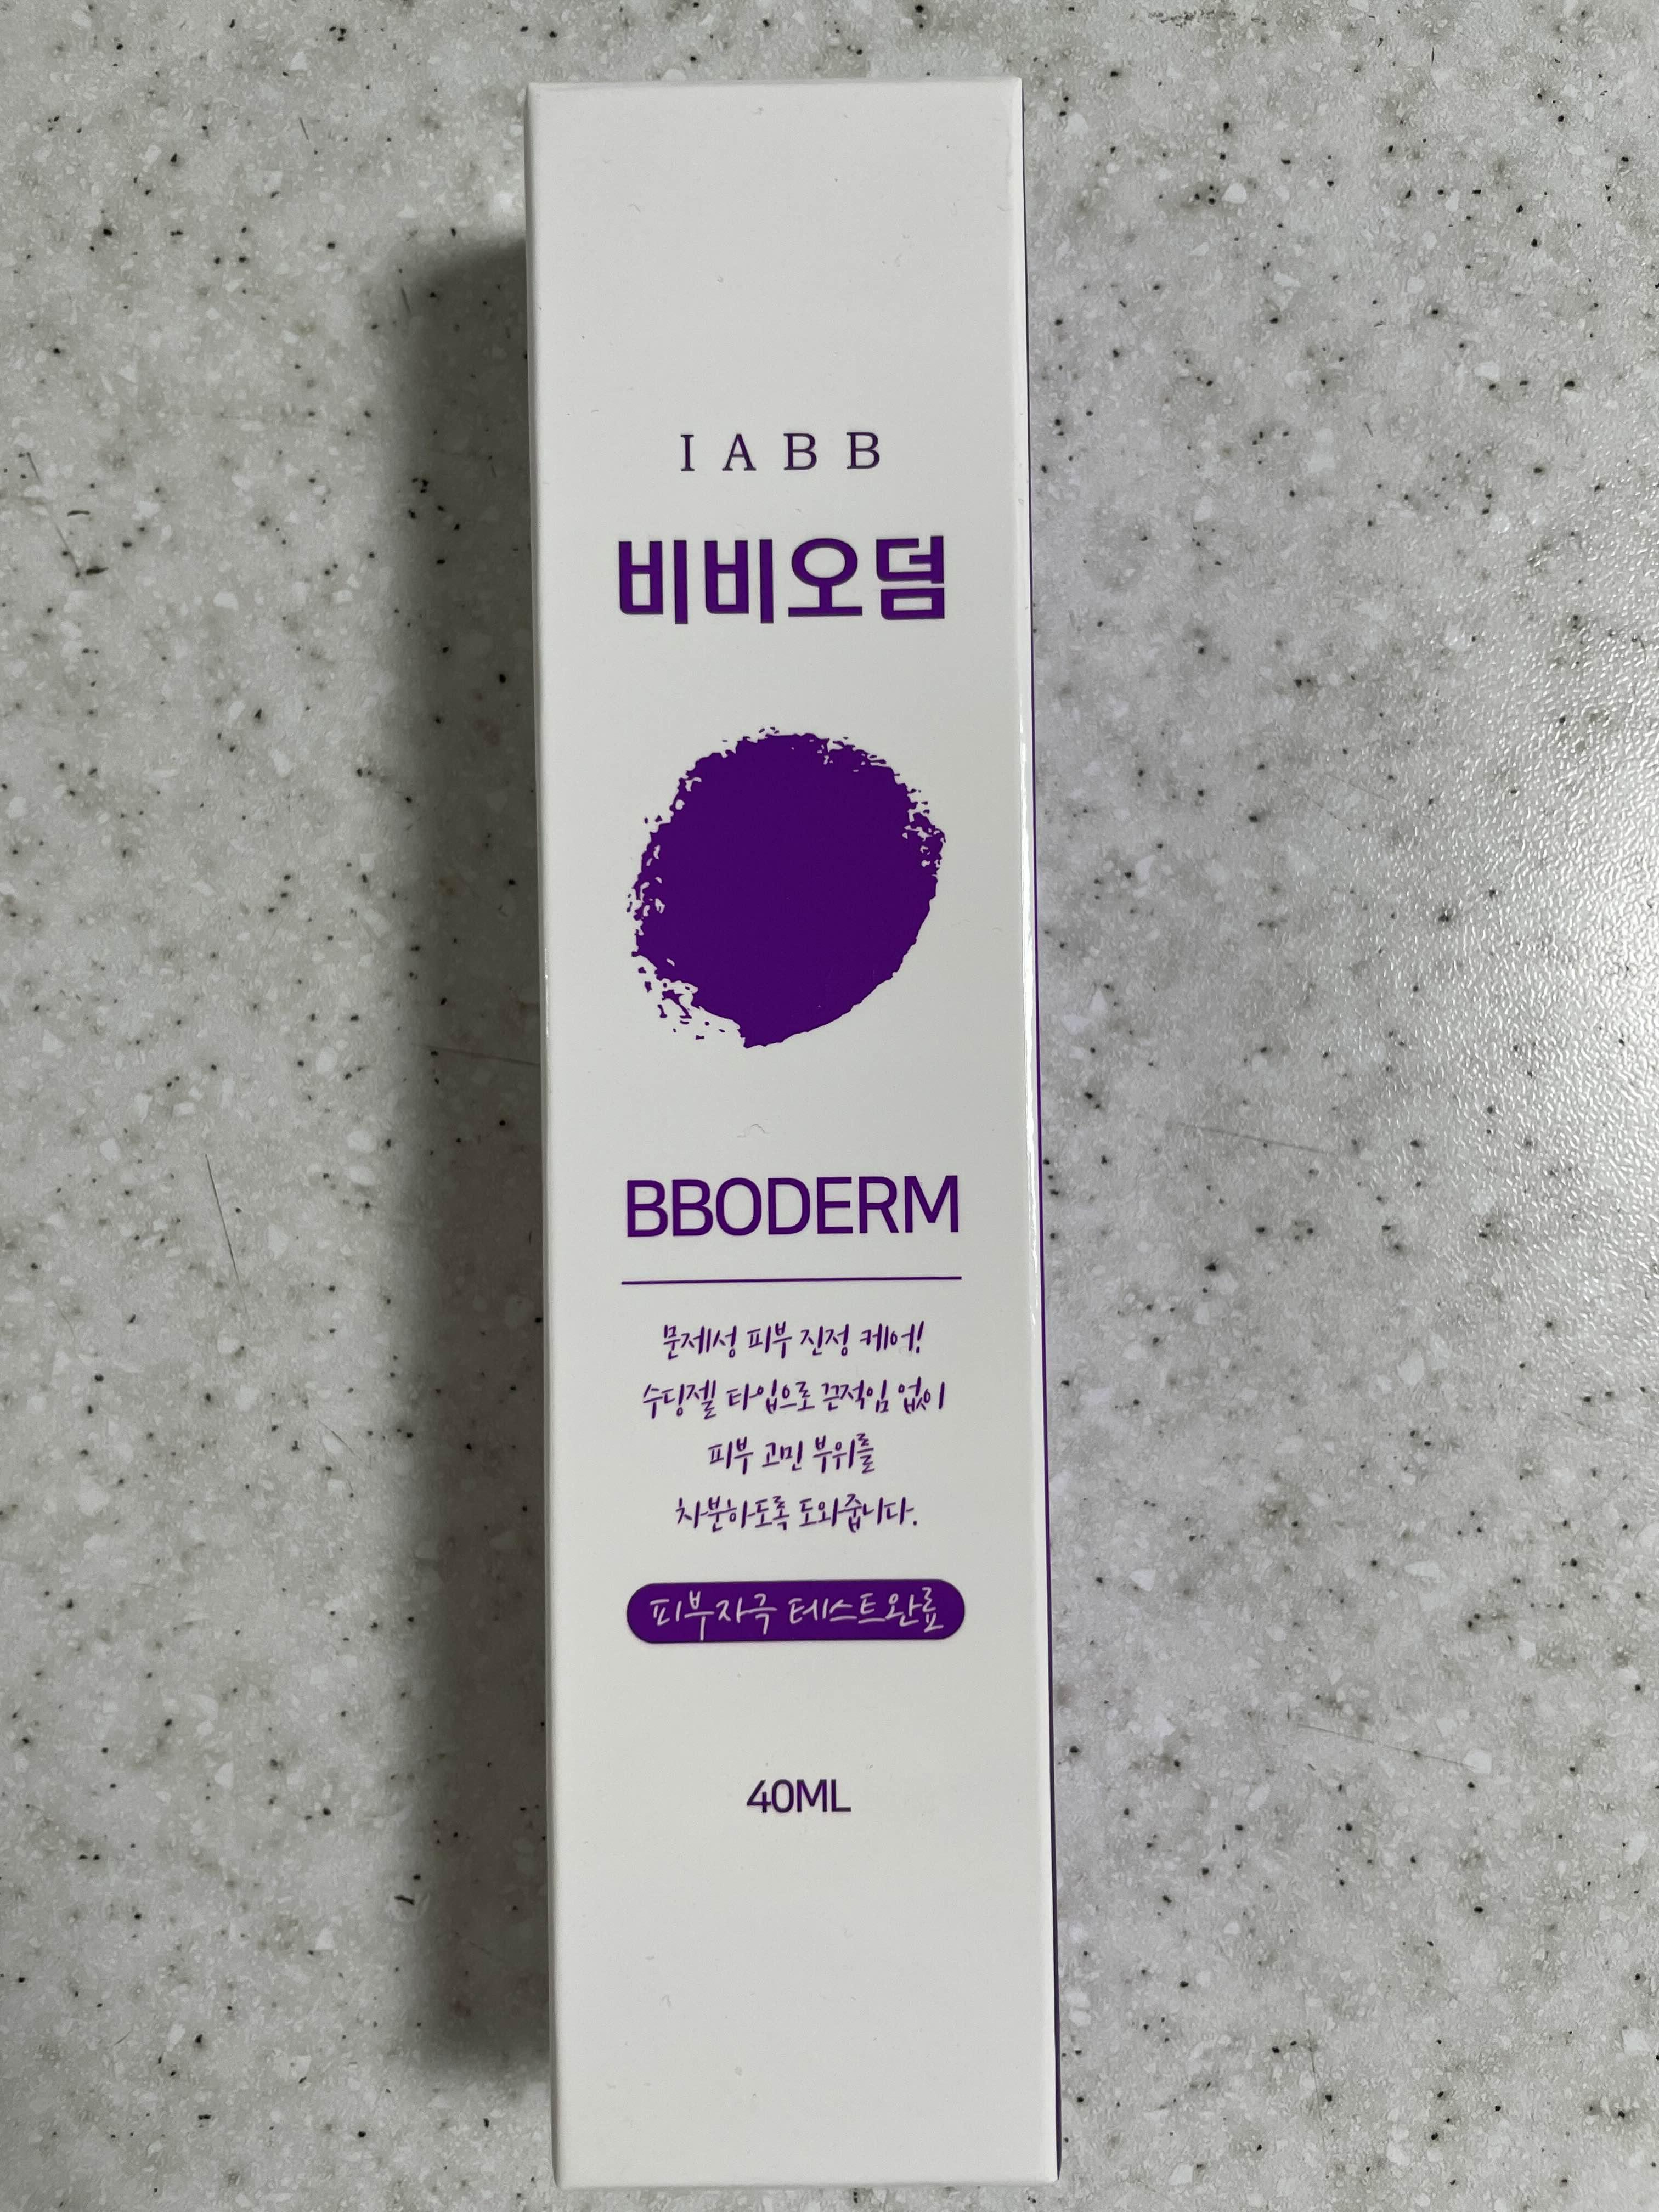 IABB
비비오덤
BBODERM
문제성 피부 진정 케어!
수딩젤 타입으로 끈적임 없이
피부 고민 부위를
차분하도록 도와줍니다.
피부자극 테스트완료
40ML